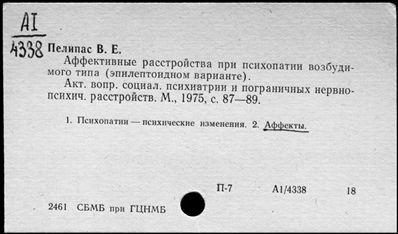 AI
4338
Пелипас В. Е.
Аффективные расстройства при психопатии возбуди-
мого типа (эпилептоидном варианте).
Акт. вопр. социал. психиатрии и пограничных нервно-
психич. расстройств. М., 1975, с. 87—89.
1. Психопатии — психические изменения. 2. Аффекты.
П-7 А1/4338 18
2461 СБМБ при ГЦНМБ